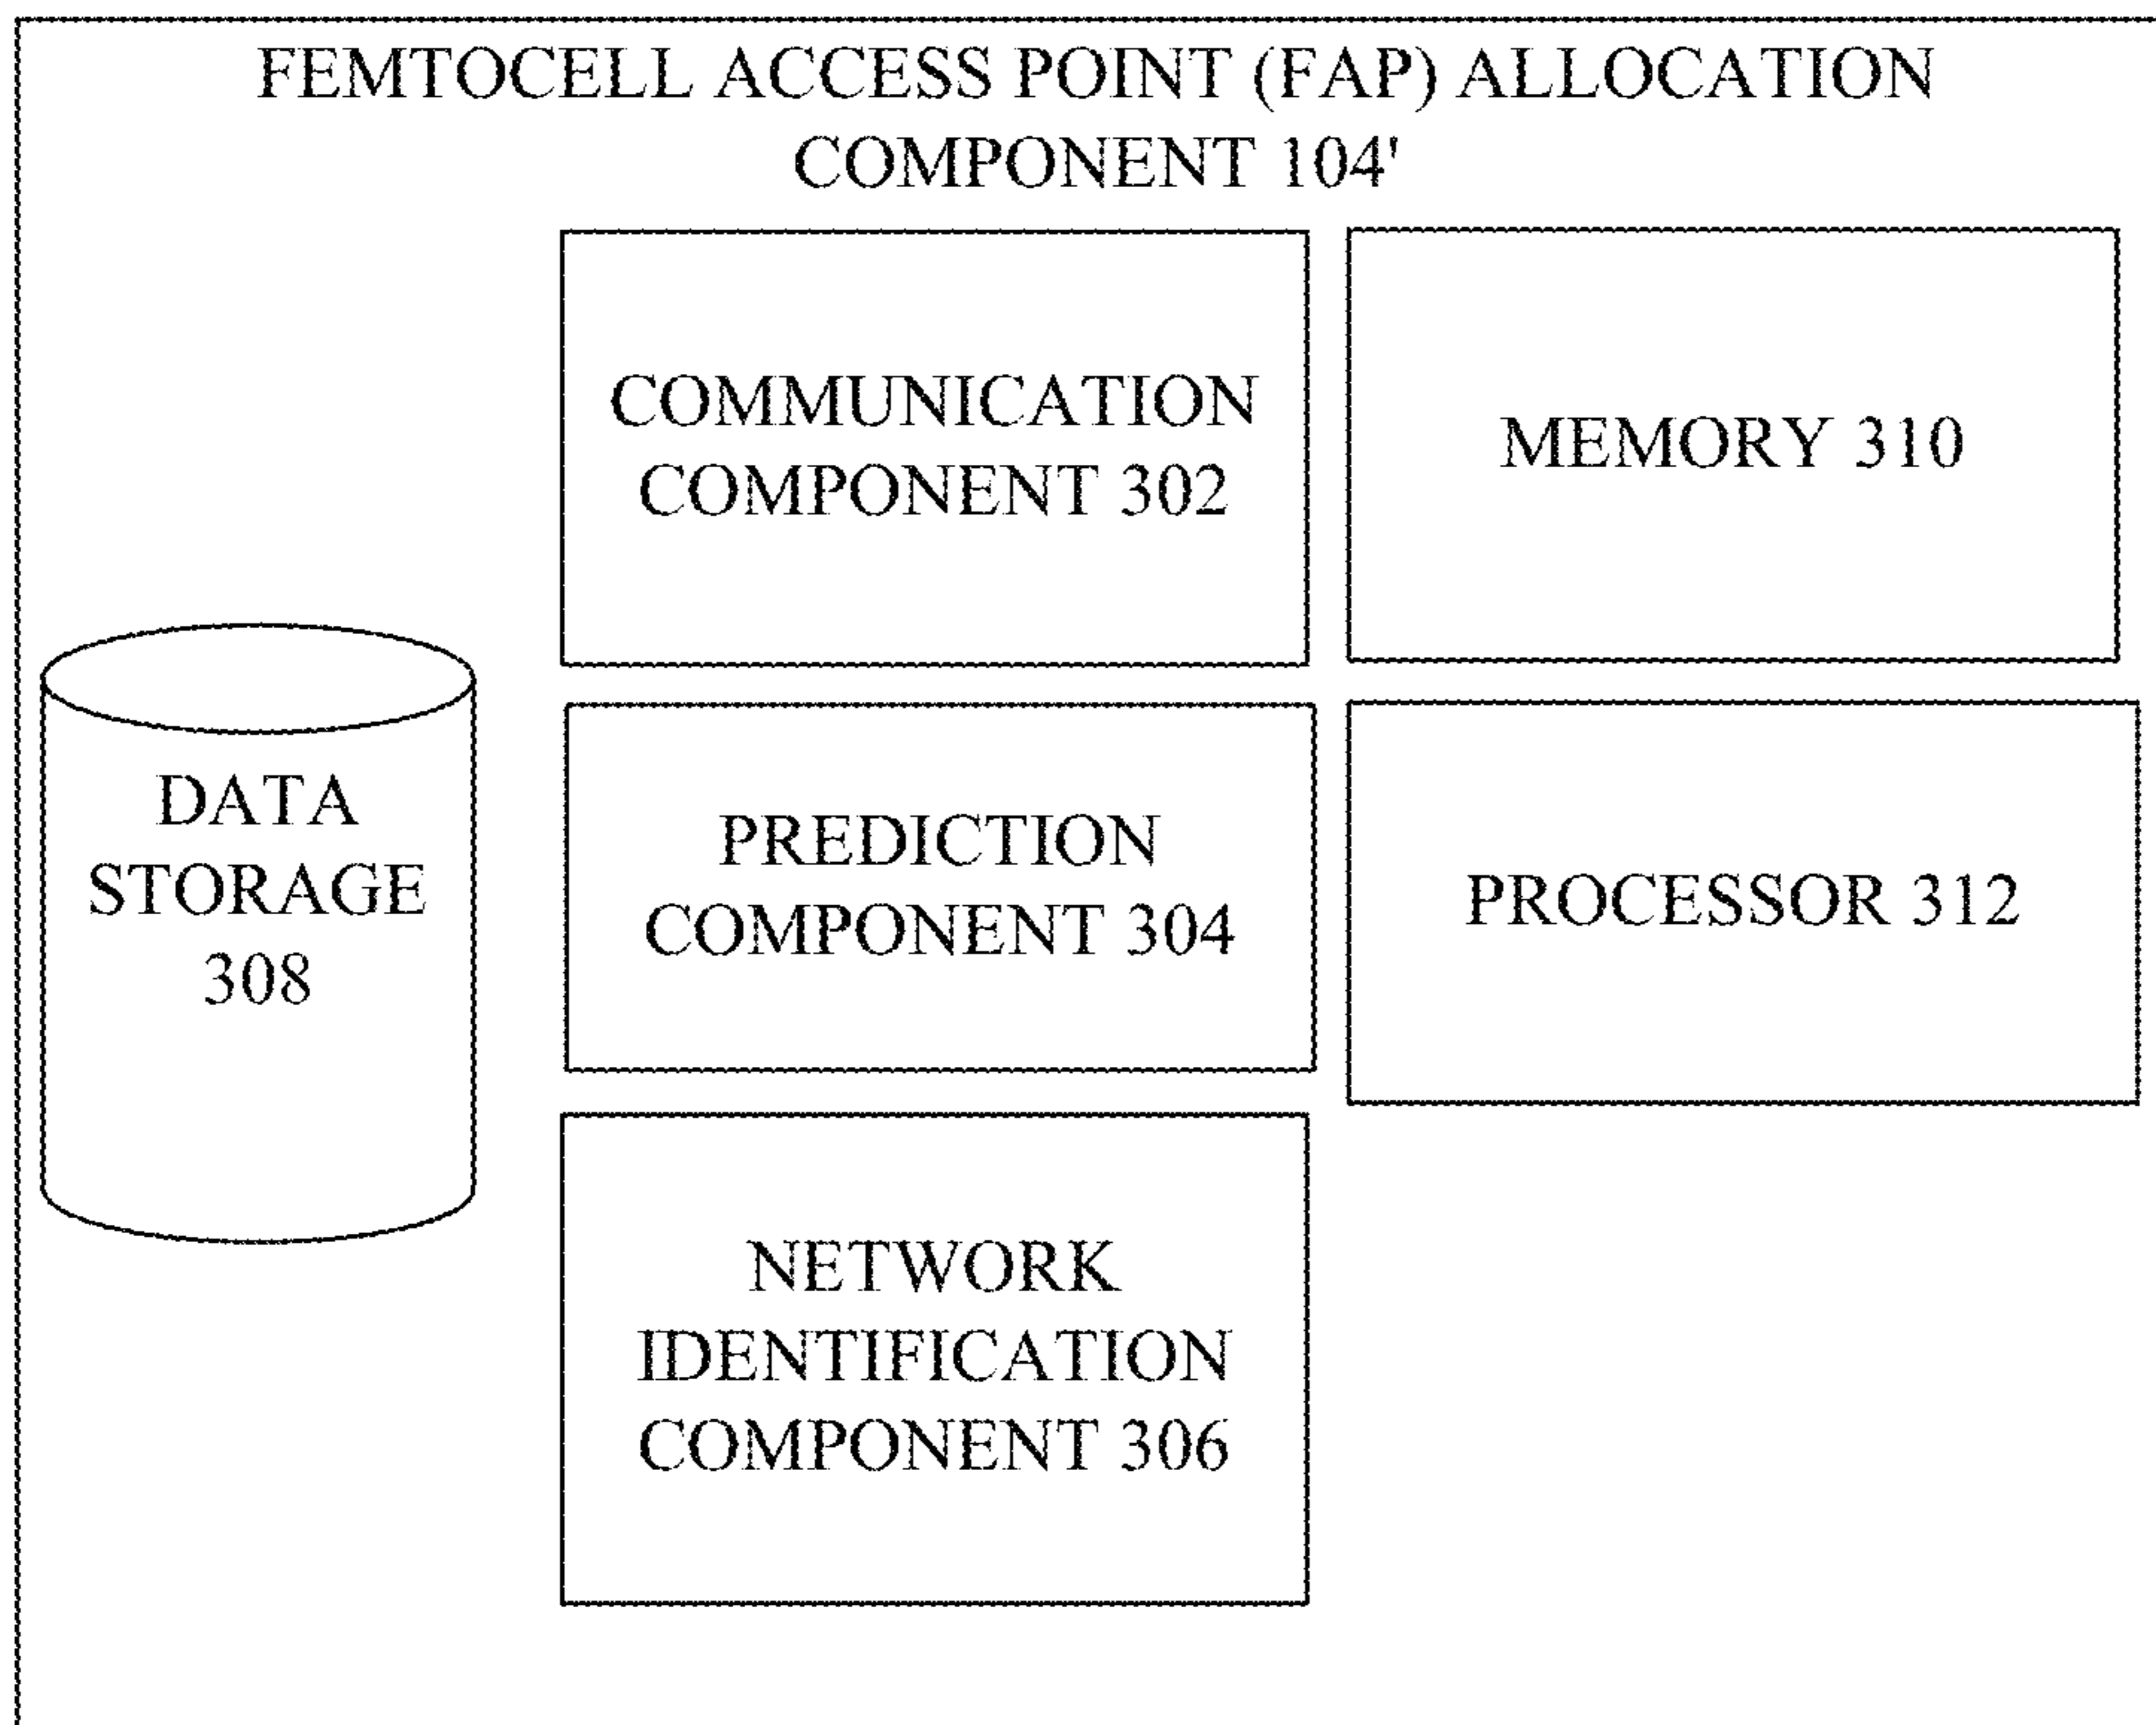 FEMTOCELL ACCESS POINT (FAP) ALLOCATION
COMPONENT 104'
COMMUNICATION
COMPONENT 302
MEMORY 310
DATA
STORAGE
308
PREDICTION
COMPONENT 304
PROCESSOR 312
NETWORK
IDENTIFICATION
COMPONENT 306